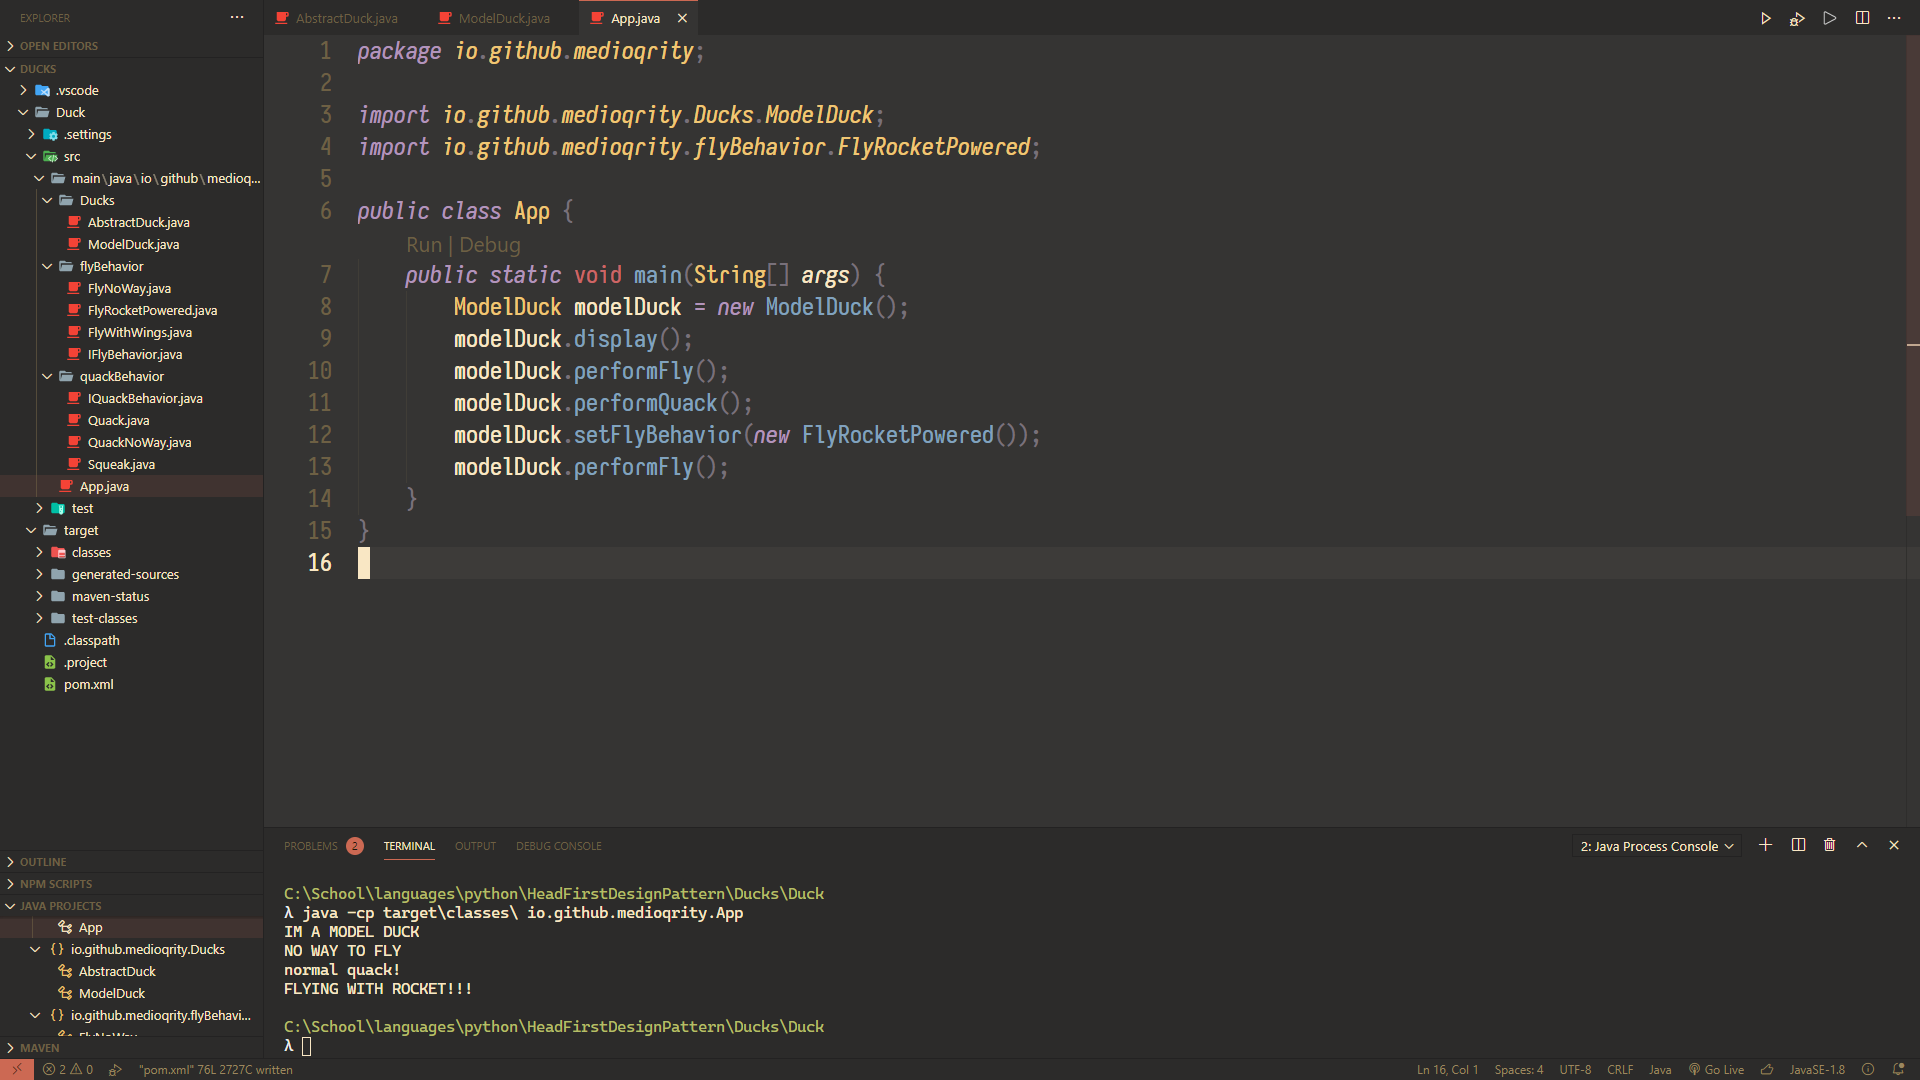 EXPLORER
OPEN EDITORS
DUCKS
.vscode
Duck
.settings
src
main\java\io\github\medioq...
Ducks
AbstractDuck.java
ModelDuck.java
flyBehavior
FlyNoWay.java
FlyRocketPowered.java
FlyWithWings.java
IFlyBehavior.java
quackBehavior
IQuackBehavior.java
Quack.java
QuackNoWay.java
Squeak.java
App.java
test
target
classes
generated-sources
maven-status
test-classes
.classpath
.project
pom.xml
OUTLINE
NPM SCRIPTS
JAVA PROJECTS
App
{} io.github.medioqrity.Ducks
AbstractDuck
ModelDuck
{} io.github.medioqrity.flyBehavi...
FlyNoWay
MAVEN
AbstractDuck.java ModelDuck.java App.java
1 package io.github.medioqrity;
2
3 import io.github.medioqrity.Ducks.ModelDuck;
4 import io.github.medioqrity.flyBehavior.FlyRocketPowered;
5
6 public class App {
Run | Debug
7 public static void main(String[] args) {
8 ModelDuck modelDuck = new ModelDuck();
9 modelDuck.display();
10 modelDuck.performFly();
11 modelDuck.performQuack();
12 modelDuck.setFlyBehavior(new FlyRocketPowered());
13 modelDuck.performFly();
14 }
15 }
16
PROBLEMS 2 TERMINAL OUTPUT DEBUG CONSOLE 2: Java Process Console
C:\School\languages\python\HeadFirstDesignPattern\Ducks\Duck
λ java -cp target\classes\ io.github.medioqrity.App
IM A MODEL DUCK
NO WAY TO FLY
normal quack!
FLYING WITH ROCKET!!!
C:\School\languages\python\HeadFirstDesignPattern\Ducks\Duck
λ
2 0 "pom.xml" 76L 2727C written Ln 16, Col 1 Spaces: 4 UTF-8 CRLF Java Go Live JavaSE-1.8